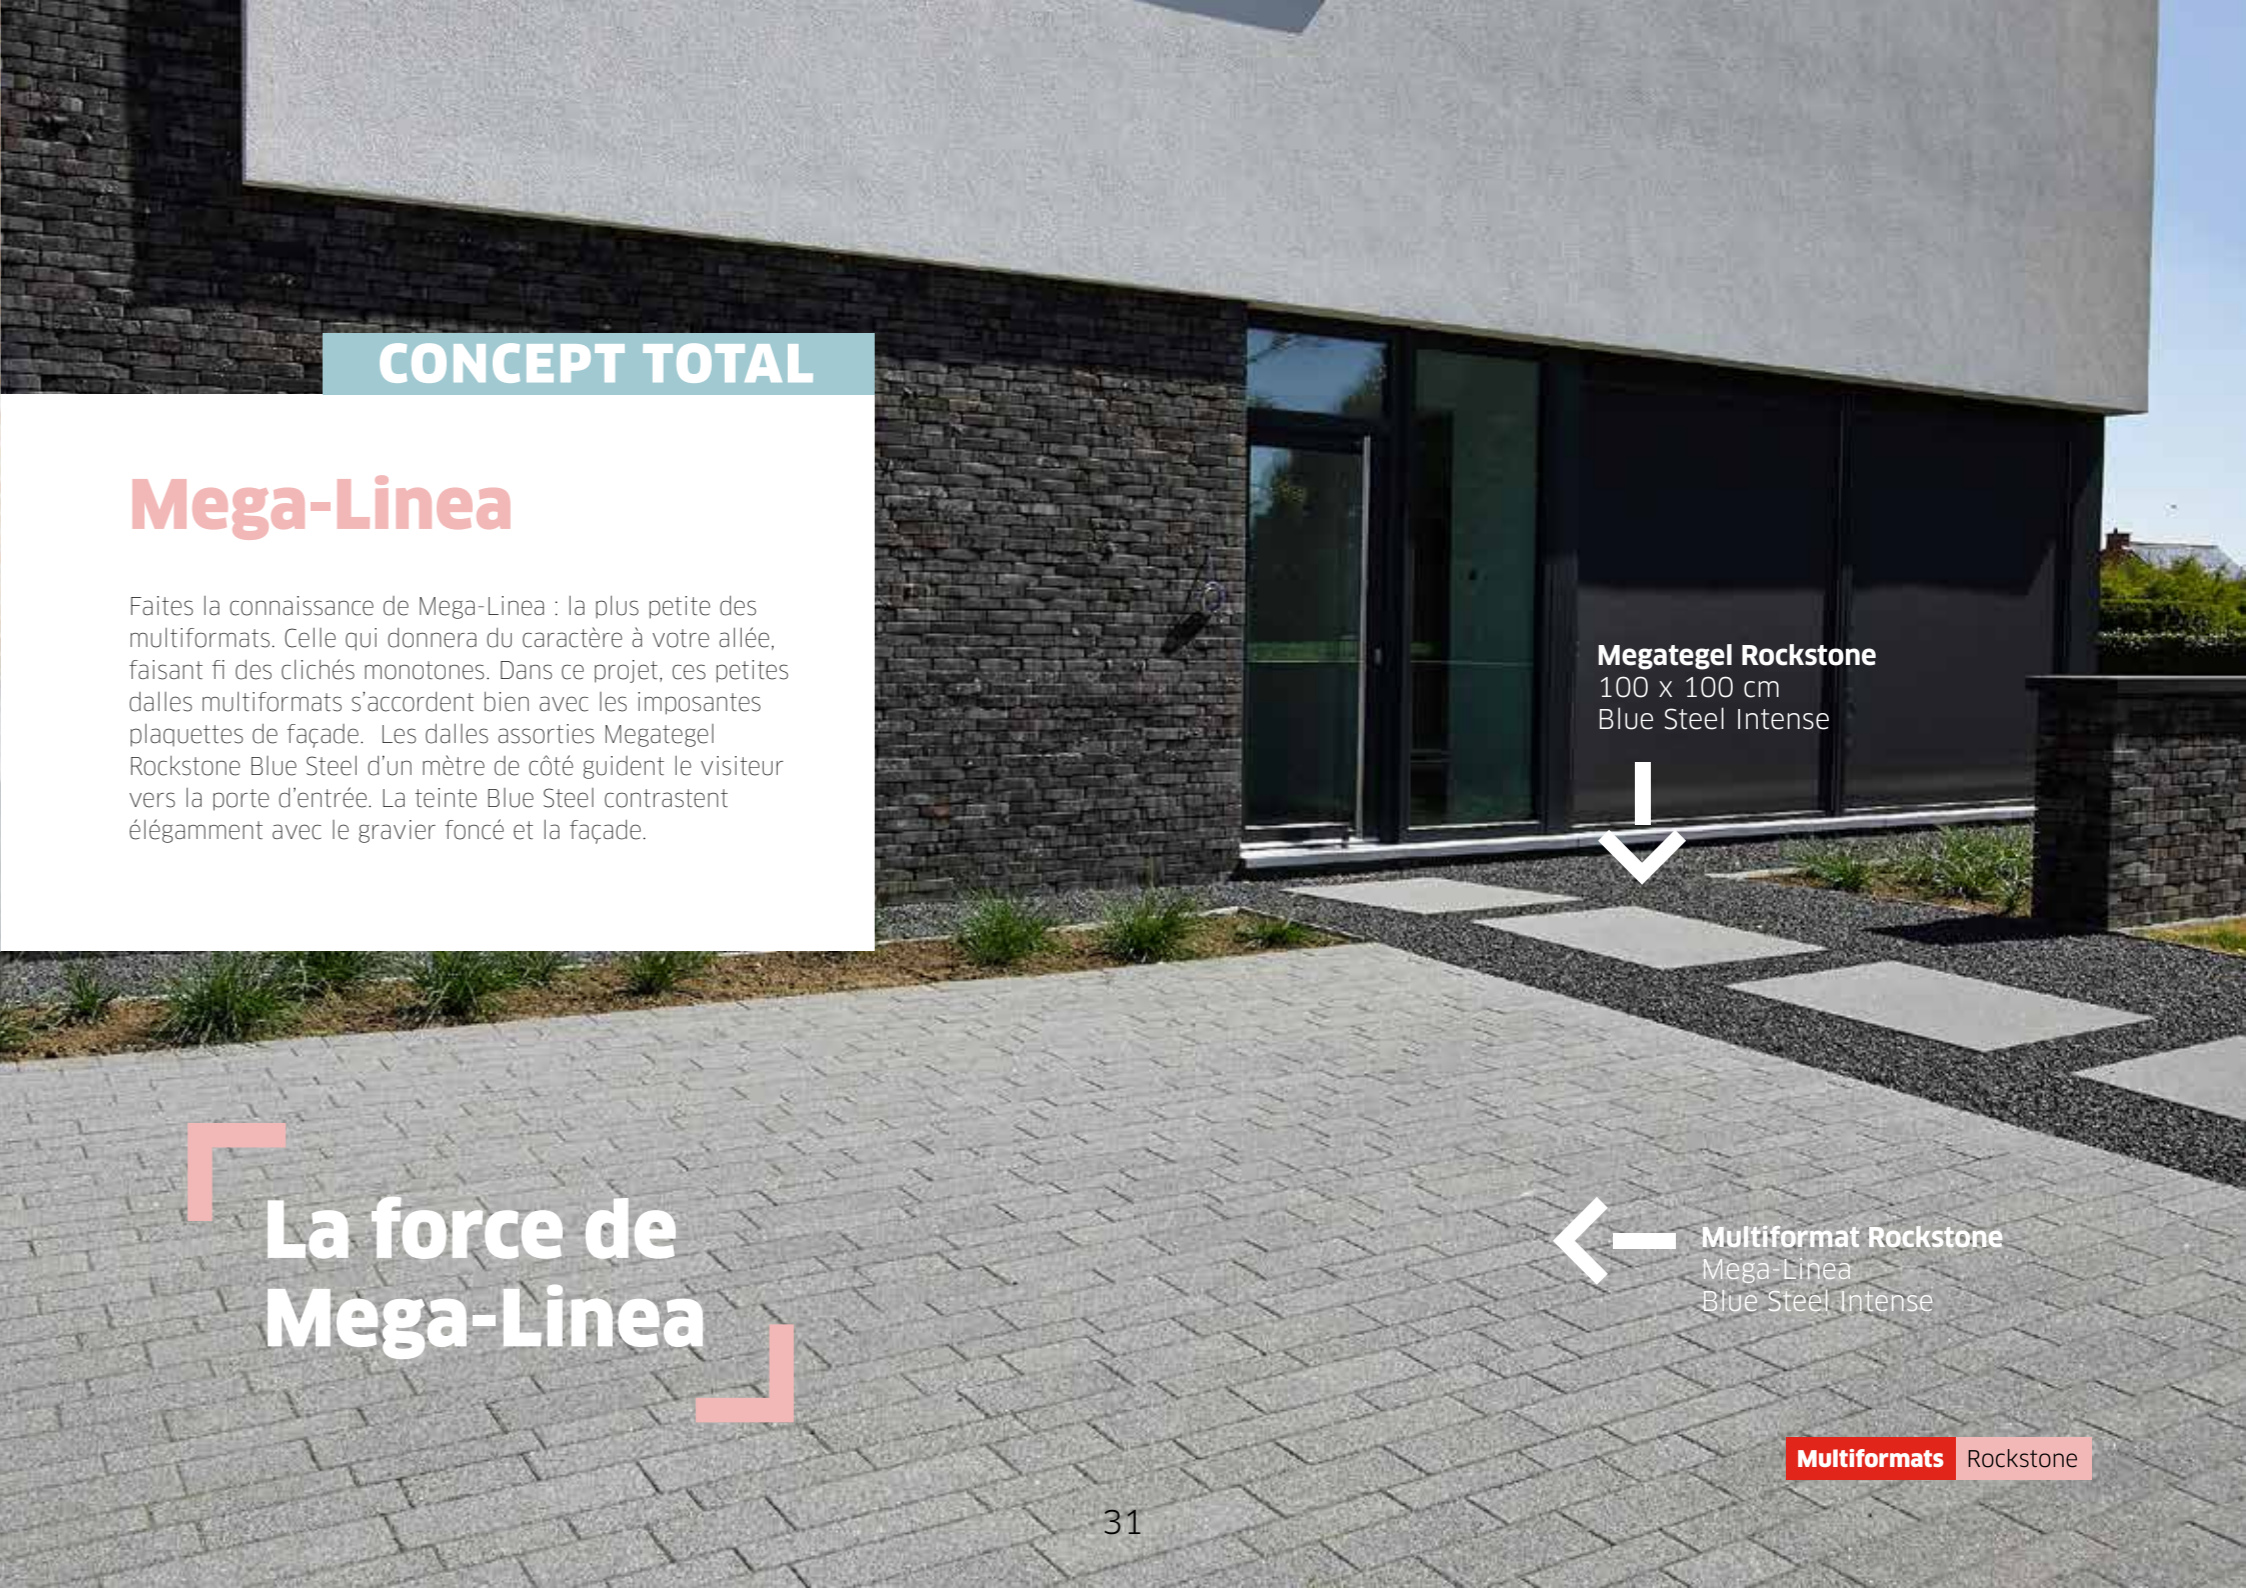 CONCEPT TOTAL
Mega-Linea
Faites la connaissance de Mega-Linea : la plus petite des
multiformats. Celle qui donnera du caractère à votre allée,
faisant fi des clichés monotones. Dans ce projet, ces petites
dalles multiformats s'accordent bien avec les imposantes
plaquettes de façade.  Les dalles assorties Megategel
Rockstone Blue Steel d'un mètre de côté guident le visiteur
vers la porte d'entrée. La teinte Blue Steel contrastent
élégamment avec le gravier foncé et la façade.
Megategel Rockstone
100 x 100 cm
Blue Steel Intense
La force de
Mega-Linea
Multiformat Rockstone
Mega-Linea
Blue Steel Intense
Multiformats Rockstone
31